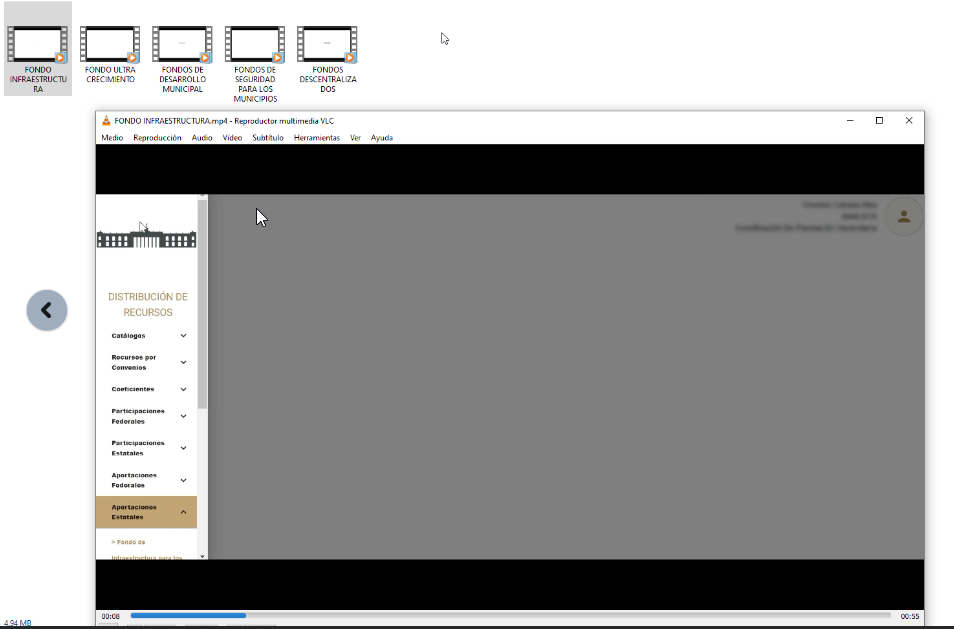 FONDO
INFRAESTRUCTU
RA
FONDO ULTRA
CRECIMIENTO
FONDOS DE
DESARROLLO
MUNICIPAL
FONDOS DE
SEGURIDAD
PARA LOS
MUNICIPIOS
FONDOS
DESCENTRALIZA
DOS
FONDO INFRAESTRUCTURA.mp4 - Reproductor multimedia VLC
Medio Reproducción Audio Vídeo Subtítulo Herramientas Ver Ayuda
DISTRIBUCIÓN DE
RECURSOS
Catálogos
Recursos por
Convenios
Coeficientes
Participaciones
Federales
Participaciones
Estatales
Aportaciones
Federales
Aportaciones
Estatales
> Fondo de
Infraestructura para los
00:08
00:55
4.94 MB